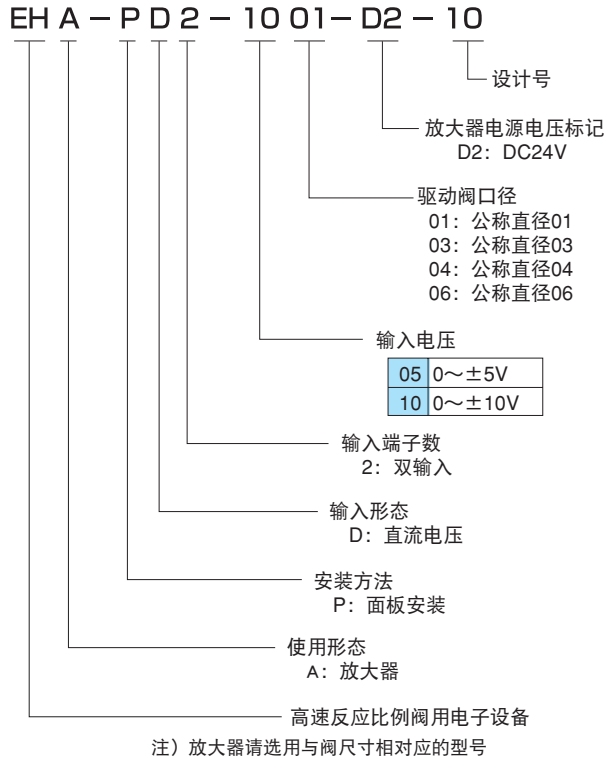 EHA-PD2-1001-D2-10
设计号
放大器电源电压标记
D2：DC24V
驱动阀口径
01：公称直径01
03：公称直径03
04：公称直径04
06：公称直径06
输入电压
05 0～±5V
10 0～±10V
输入端子数
2：双输入
输入形态
D：直流电压
安装方法
P：面板安装
使用形态
A：放大器
高速反应比例阀用电子设备
注）放大器请选用与阀尺寸相对应的型号